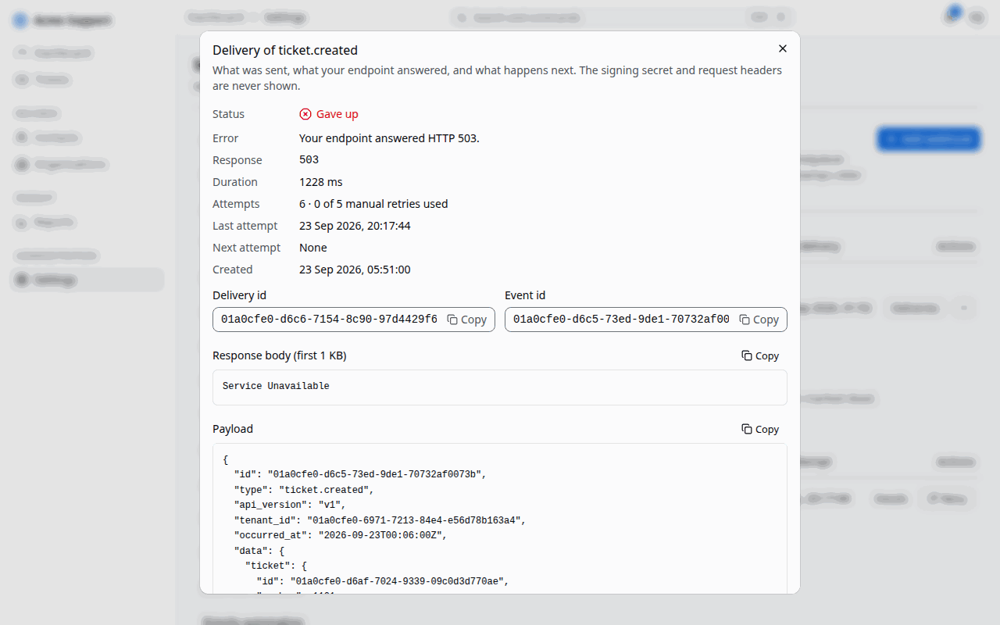 Delivery of ticket.created
What was sent, what your endpoint answered, and what happens next. The signing secret and request headers
are never shown.
Status Gave up
Error Your endpoint answered HTTP 503.
Response 503
Duration 1228 ms
Attempts 6 · 0 of 5 manual retries used
Last attempt 23 Sep 2026, 20:17:44
Next attempt None
Created 23 Sep 2026, 05:51:00
Delivery id Event id
01a0cfe0-d6c6-7154-8c90-97d4429f6 Copy 01a0cfe0-d6c5-73ed-9de1-70732af00 Copy
Response body (first 1 KB) Copy
Service Unavailable
Payload Copy
{
"id": "01a0cfe0-d6c5-73ed-9de1-70732af0073b",
"type": "ticket.created",
"api_version": "v1",
"tenant_id": "01a0cfe0-6971-7213-84e4-e56d78b163a4",
"occurred_at": "2026-09-23T00:06:00Z",
"data": {
"ticket": {
"id": "01a0cfe0-d6af-7024-9339-09c0d3d770ae",